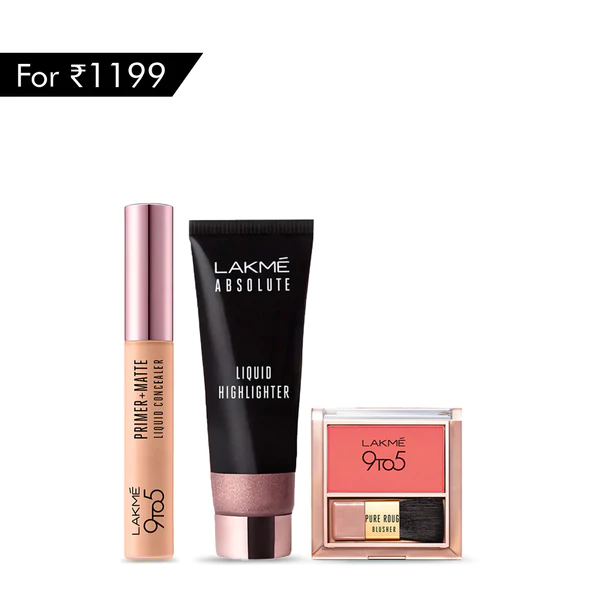 For ₹1199
LAKMÉ
9TO5
PRIMER + MATTE
LIQUID CONCEALER
LAKMÉ
ABSOLUTE
LIQUID
HIGHLIGHTER
LAKMÉ
9TO5
PURE ROUG
BLUSHER